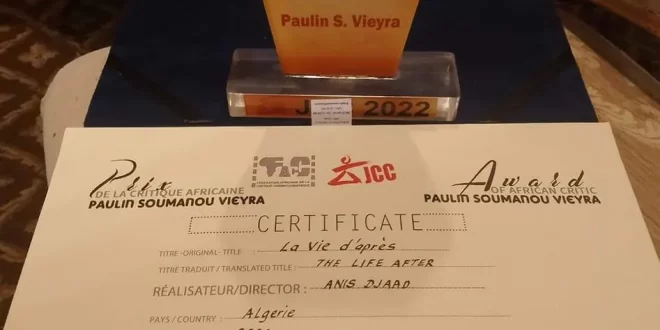 Paulin S. Vieyra
2022
Prix
DE LA CRITIQUE AFRICAINE
PAULIN SOUMANOU VIEYRA
JCC
Award
OF AFRICAN CRITIC
PAULIN SOUMANOU VIEYRA
CERTIFICATE
TITRE-ORIGINAL-TITLE : La Vie d'après
TITRE TRADUIT / TRANSLATED TITLE : THE LIFE AFTER
RÉALISATEUR/DIRECTOR : ANIS DJAAD
PAYS / COUNTRY : Algerie